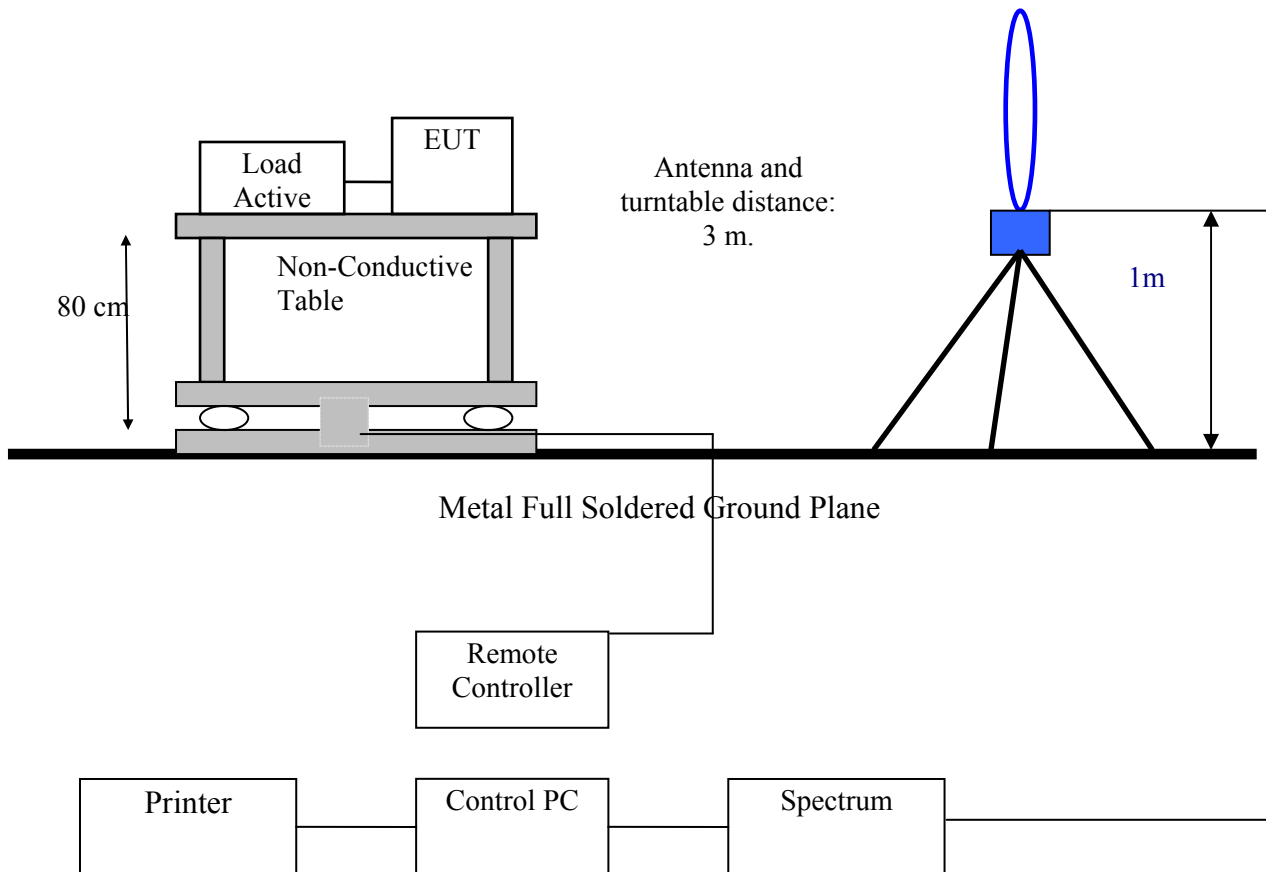 EUT
Load
Active
Antenna and
turntable distance:
3 m.
Non-Conductive
Table
80 cm
1m
Metal Full Soldered Ground Plane
Remote
Controller
Printer
Control PC
Spectrum